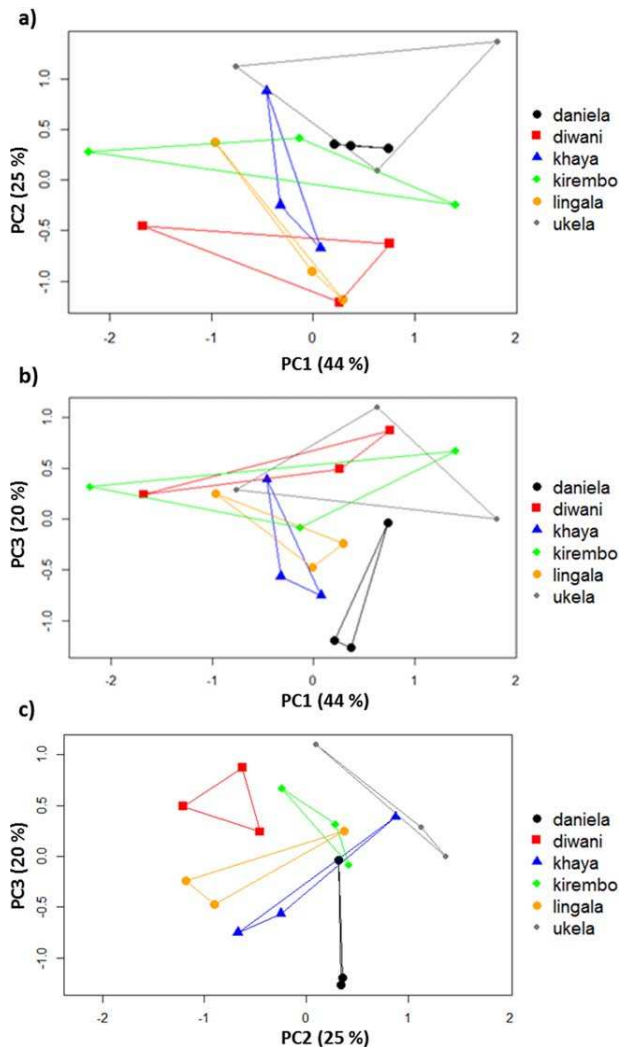 a)
PC2 (25 %)
1.0
0.5
0.0
-0.5
-1.0
-2
-1
0
1
2
PC1 (44 %)
daniela
diwani
khaya
kirembo
lingala
ukela
b)
PC3 (20 %)
1.0
0.5
0.0
-0.5
-1.0
-2
-1
0
1
2
PC1 (44 %)
daniela
diwani
khaya
kirembo
lingala
ukela
c)
PC3 (20 %)
1.0
0.5
0.0
-0.5
-1.0
-2
-1
0
1
2
PC2 (25 %)
daniela
diwani
khaya
kirembo
lingala
ukela